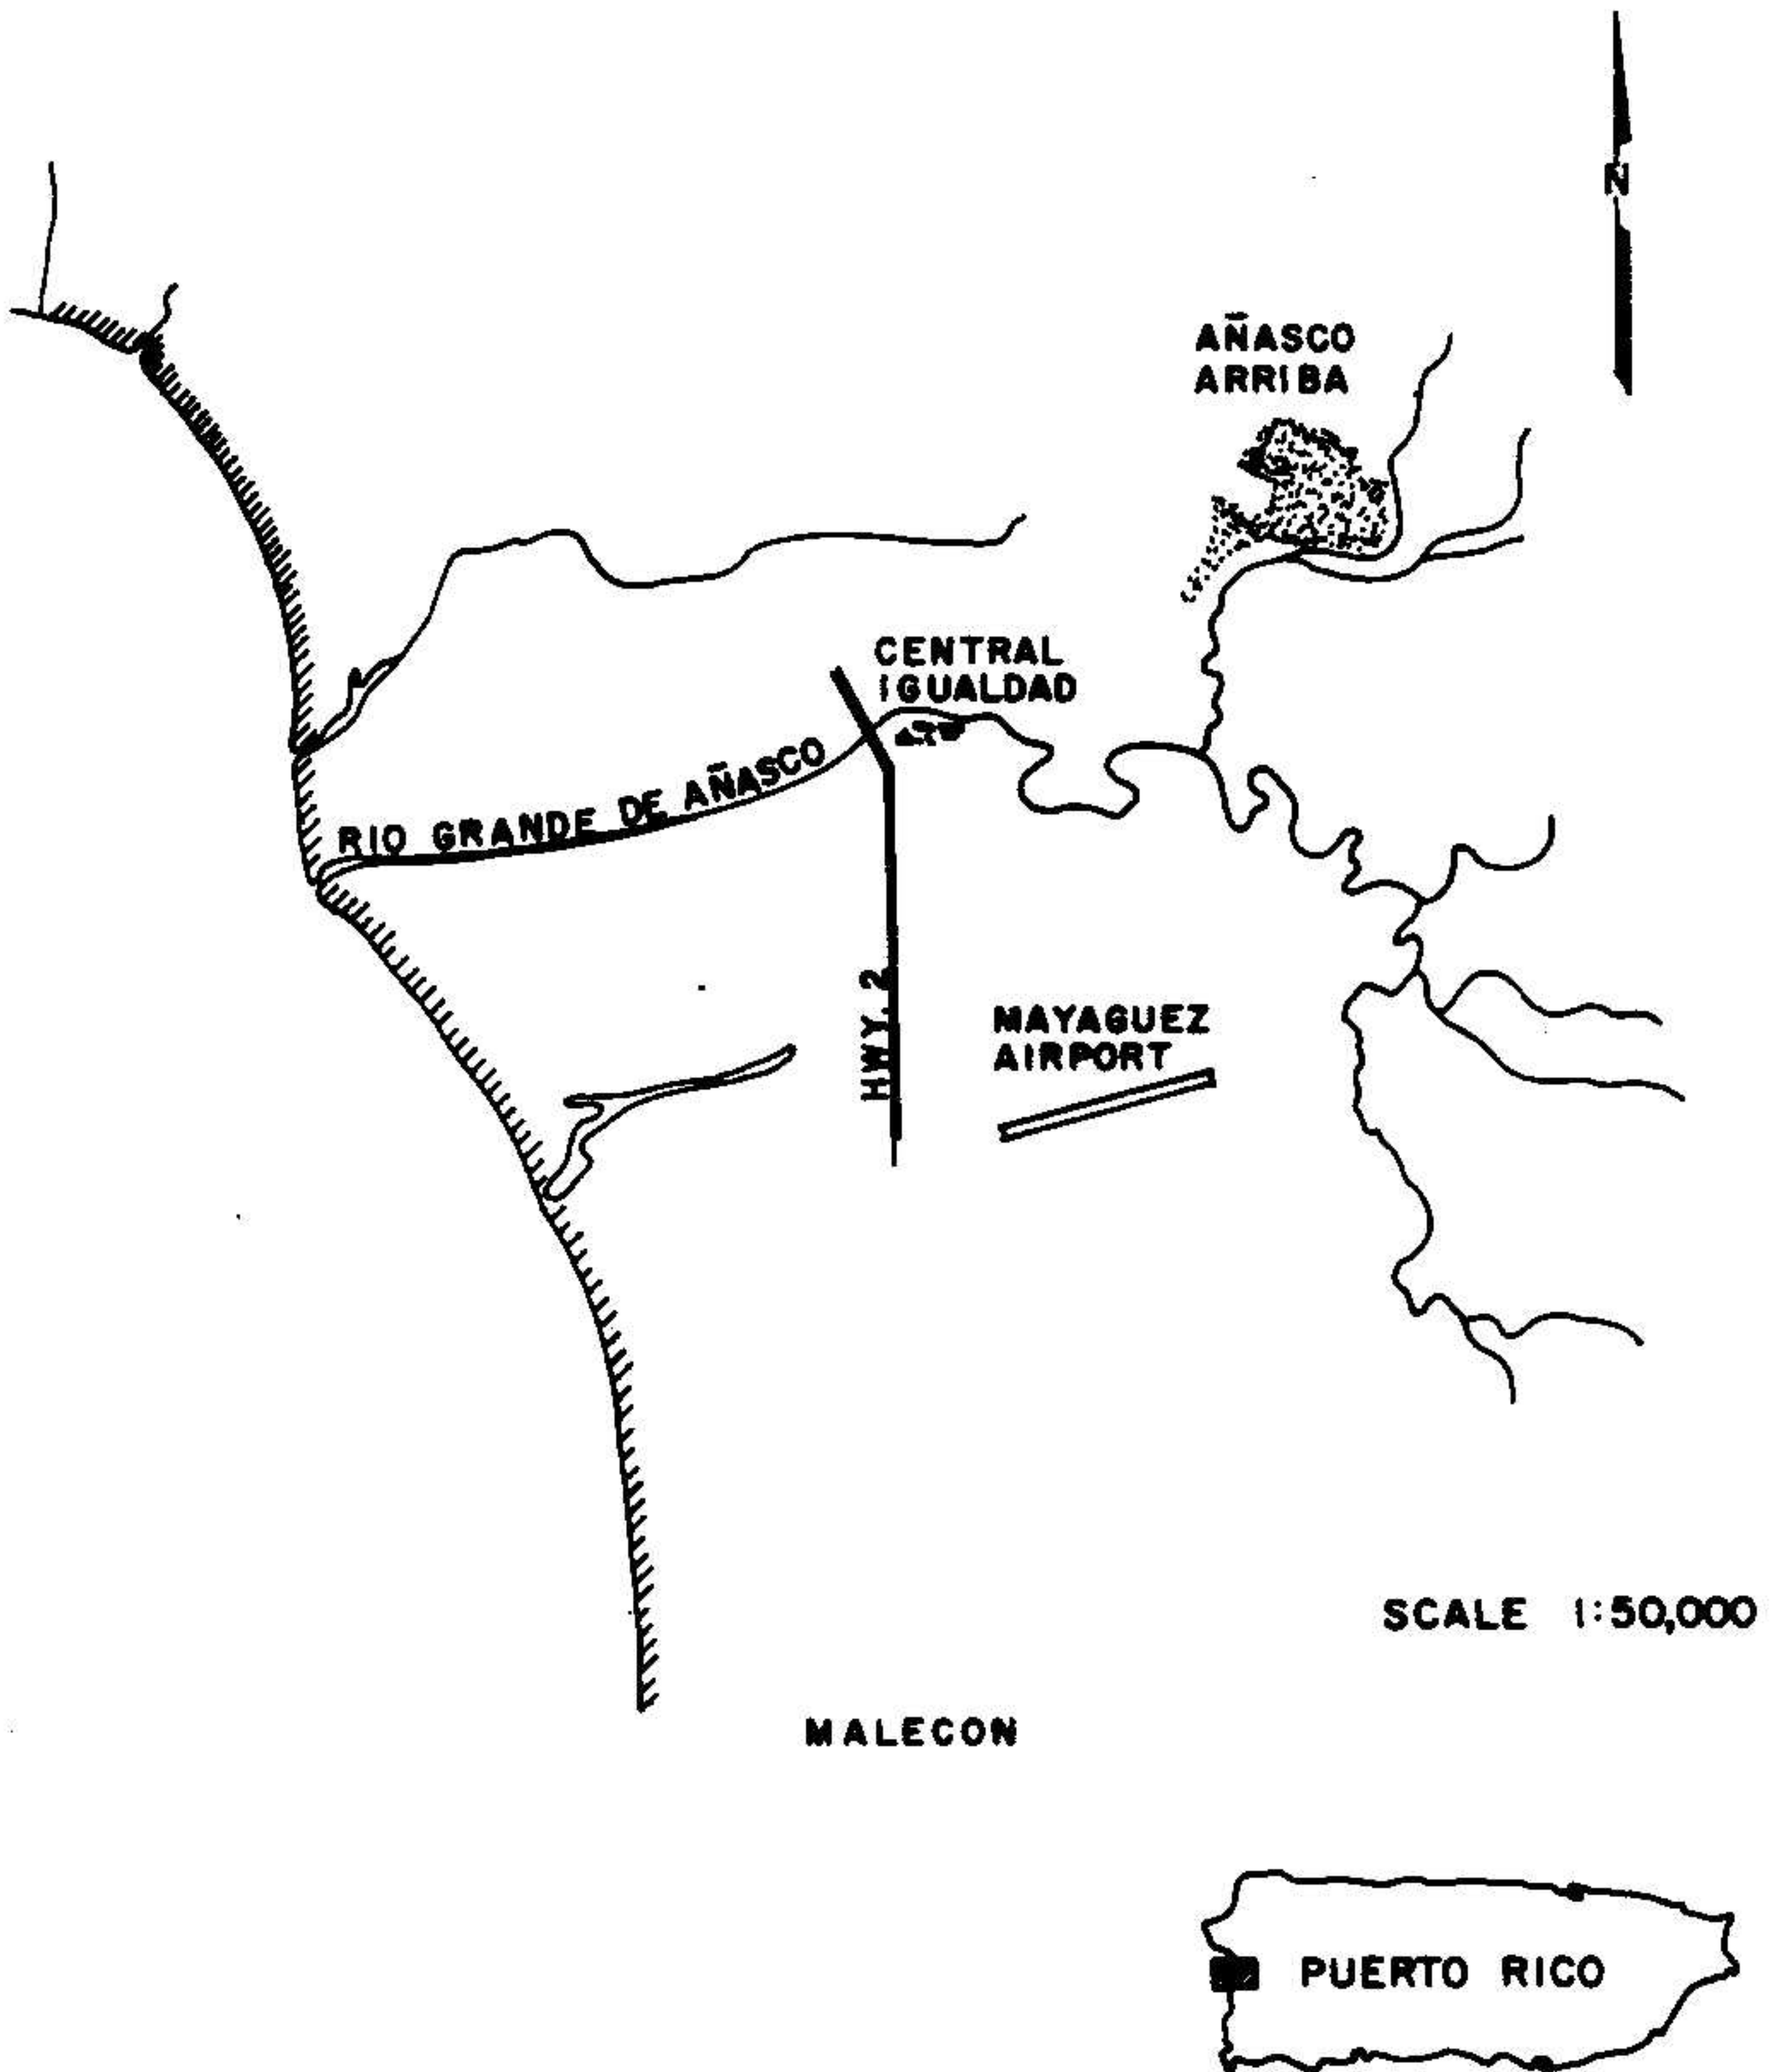 N
AÑASCO
ARRIBA
CENTRAL
IGUALDAD
RIO GRANDE DE AÑASCO
HWY. 2
MAYAGUEZ
AIRPORT
SCALE 1:50,000
MALECON
PUERTO RICO